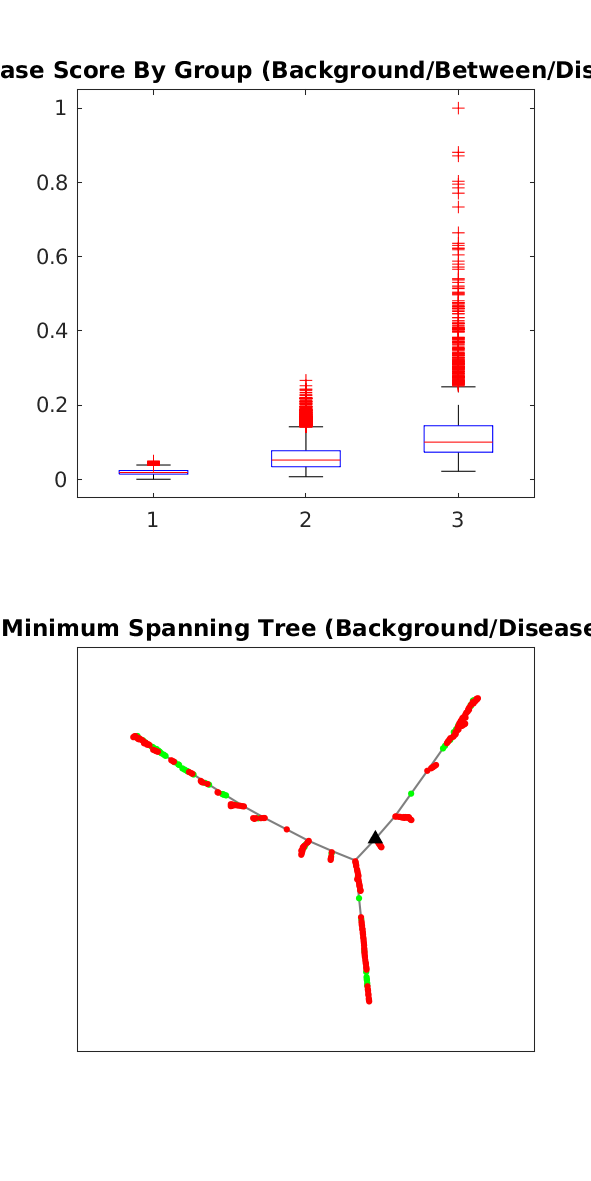 ase Score By Group (Background/Between/Dis
1
0.8
0.6
0.4
0.2
0
1 2 3
Minimum Spanning Tree (Background/Disease